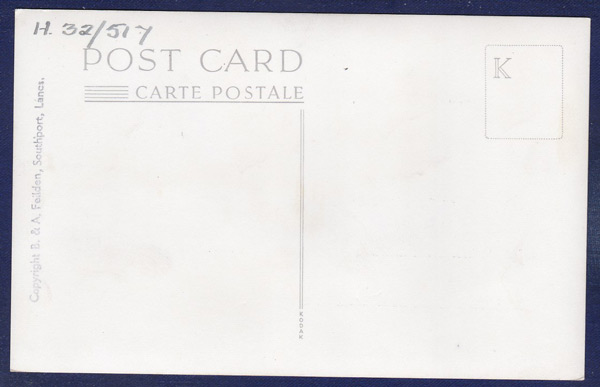 H. 32/517
POST CARD
CARTE POSTALE
K
Copyright B. & A. Feilden, Southport, Lancs.
KODAK